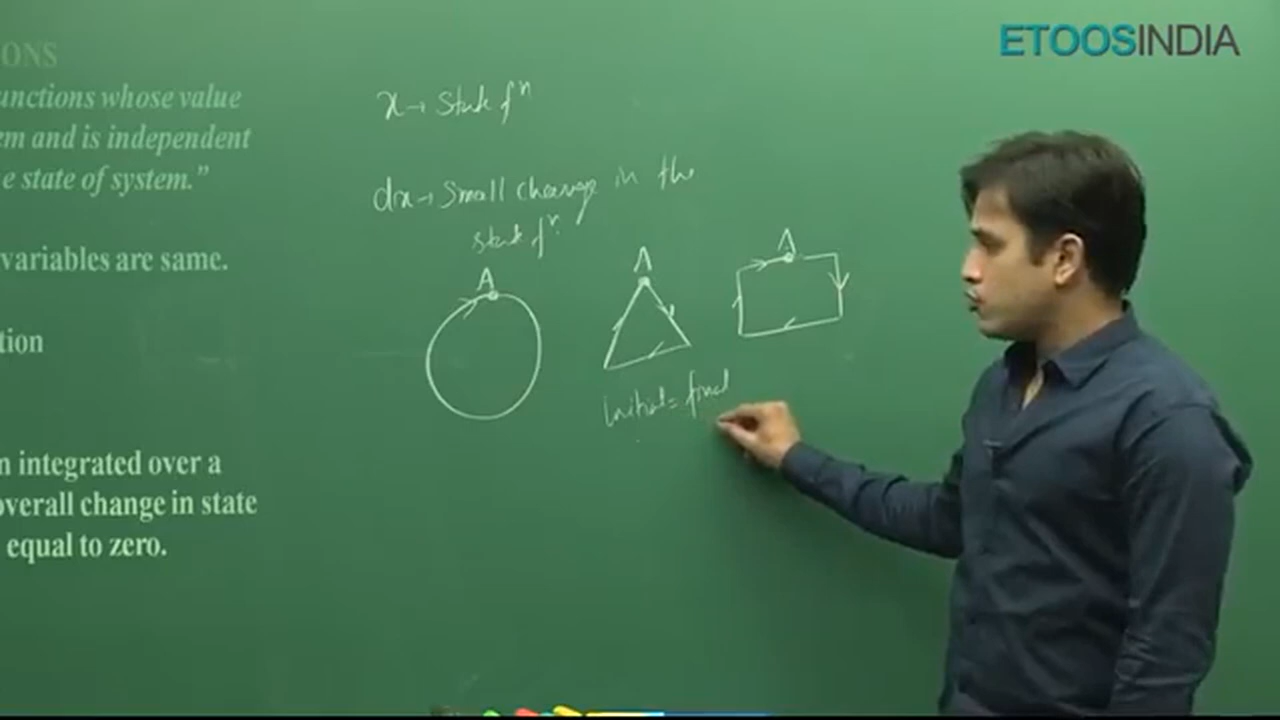 ETOOSINDIA
ONS
unctions whose value
em and is independent
e state of system.”
variables are same.
tion
n integrated over a
overall change in state
equal to zero.
x→ State fⁿ
dx→ Small change in the
state fⁿ.
A
A
A
initial = final